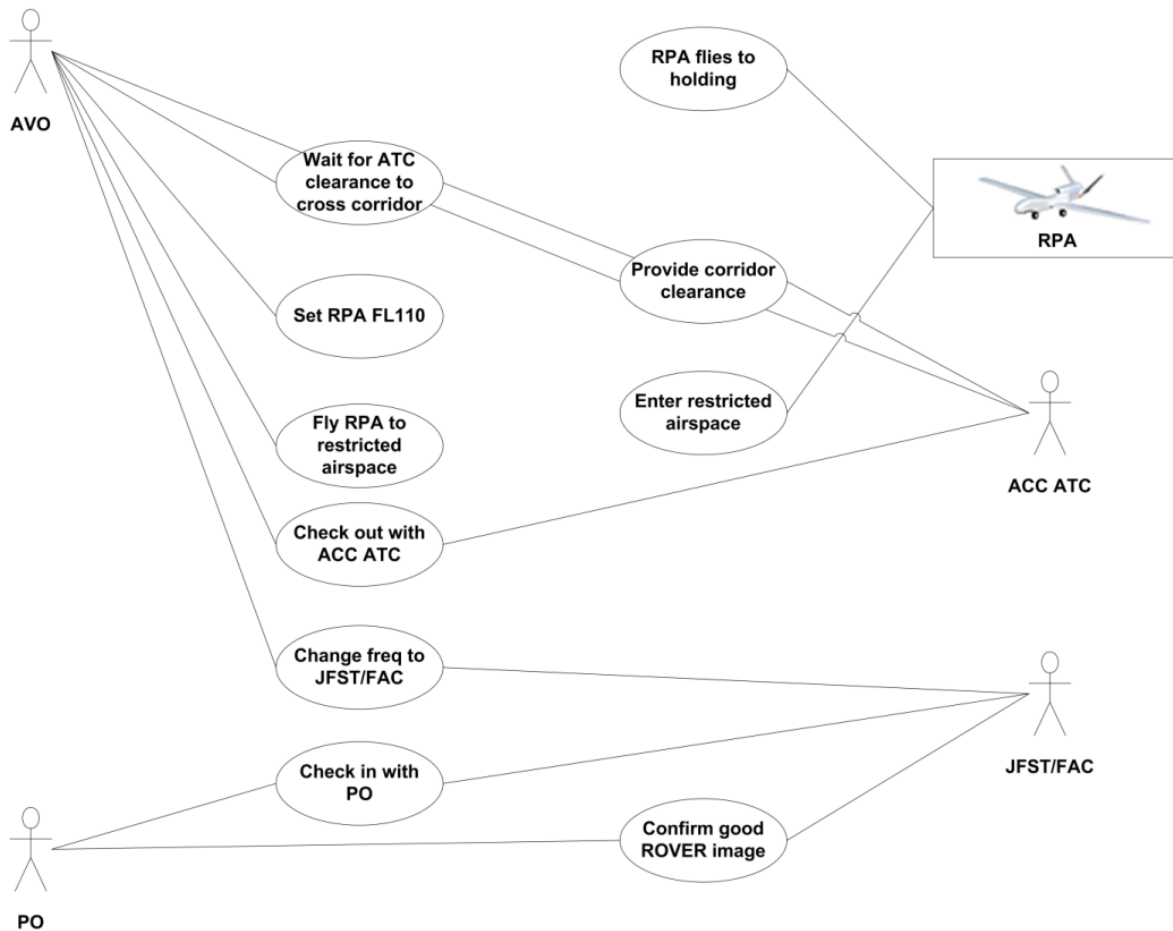 AVO
RPA flies to
holding
Wait for ATC
clearance to
cross corridor
RPA
Provide corridor
clearance
Set RPA FL110
Enter restricted
airspace
Fly RPA to
restricted
airspace
ACC ATC
Check out with
ACC ATC
Change freq to
JFST/FAC
JFST/FAC
Check in with
PO
Confirm good
ROVER image
PO